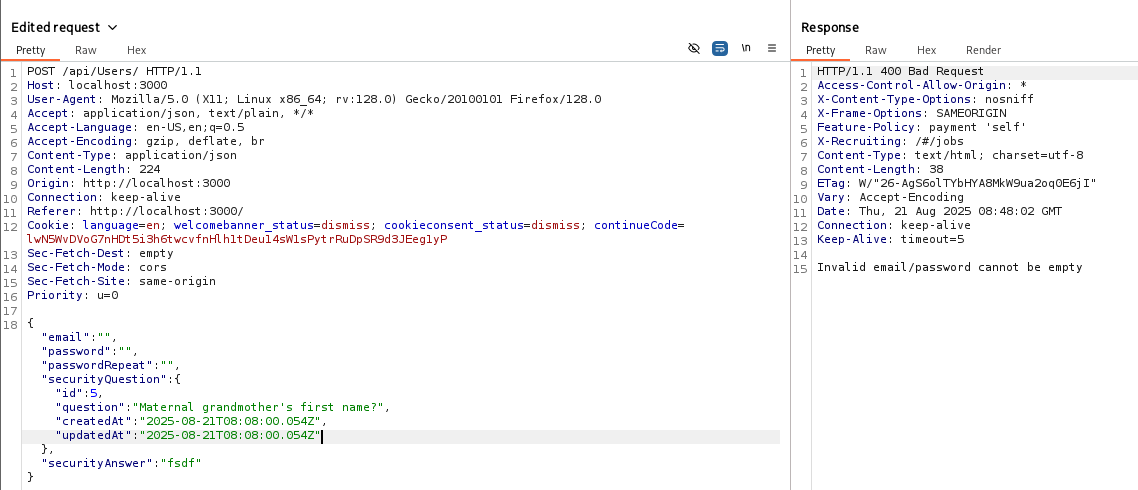 Edited request
Pretty Raw Hex
\n
1 POST /api/Users/ HTTP/1.1
2 Host: localhost:3000
3 User-Agent: Mozilla/5.0 (X11; Linux x86_64; rv:128.0) Gecko/20100101 Firefox/128.0
4 Accept: application/json, text/plain, */*
5 Accept-Language: en-US,en;q=0.5
6 Accept-Encoding: gzip, deflate, br
7 Content-Type: application/json
8 Content-Length: 224
9 Origin: http://localhost:3000
10 Connection: keep-alive
11 Referer: http://localhost:3000/
12 Cookie: language=en; welcomebanner_status=dismiss; cookieconsent_status=dismiss; continueCode=
lwN5WvDVoG7nHDt5i3h6twcvfnHlh1tDeu14sW1sPytrRuDpSR9d3JEeg1yP
13 Sec-Fetch-Dest: empty
14 Sec-Fetch-Mode: cors
15 Sec-Fetch-Site: same-origin
16 Priority: u=0
17
18 {
"email":"",
"password":"",
"passwordRepeat":"",
"securityQuestion":{
"id":5,
"question":"Maternal grandmother's first name?",
"createdAt":"2025-08-21T08:08:00.054Z",
"updatedAt":"2025-08-21T08:08:00.054Z"
},
"securityAnswer":"fsdf"
}
Response
Pretty Raw Hex Render
1 HTTP/1.1 400 Bad Request
2 Access-Control-Allow-Origin: *
3 X-Content-Type-Options: nosniff
4 X-Frame-Options: SAMEORIGIN
5 Feature-Policy: payment 'self'
6 X-Recruiting: /#/jobs
7 Content-Type: text/html; charset=utf-8
8 Content-Length: 38
9 ETag: W/"26-AgS6olTYbHYA8MkW9ua2oq0E6jI"
10 Vary: Accept-Encoding
11 Date: Thu, 21 Aug 2025 08:48:02 GMT
12 Connection: keep-alive
13 Keep-Alive: timeout=5
14
15 Invalid email/password cannot be empty